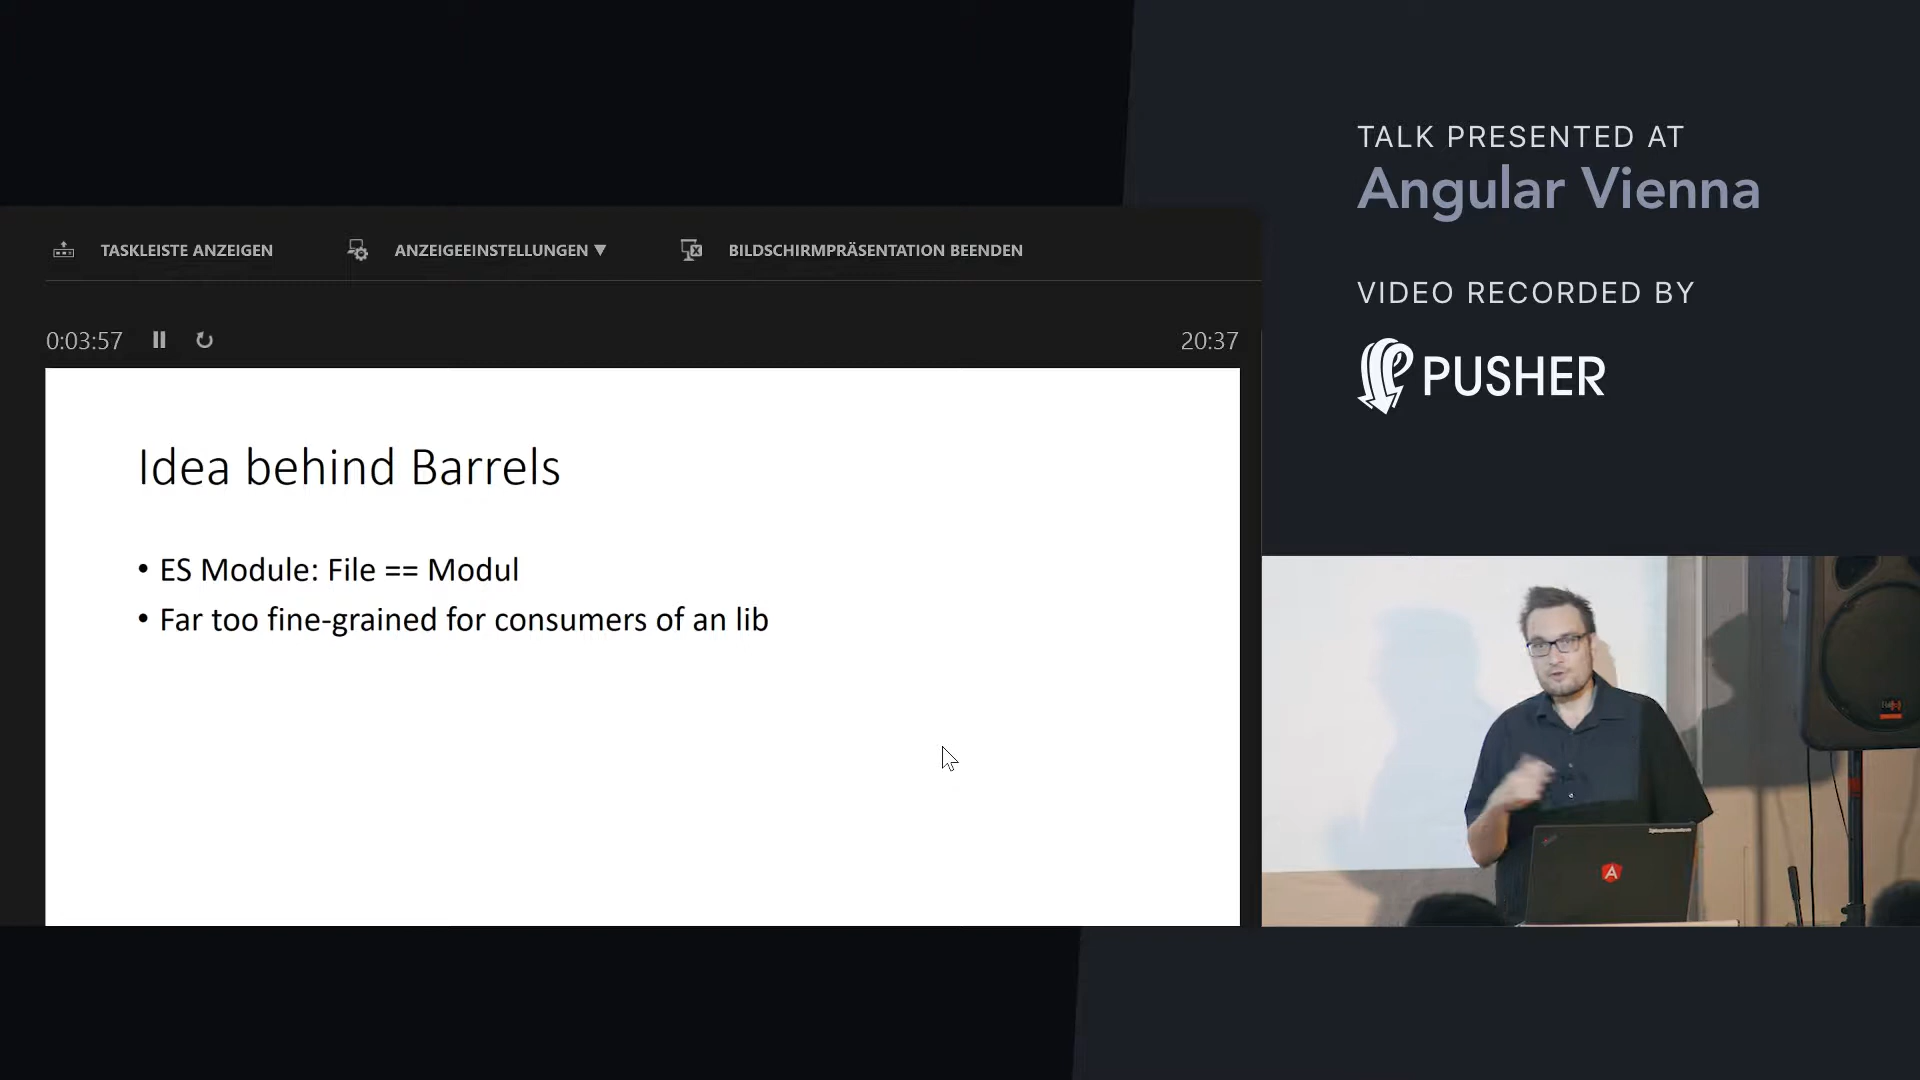 TALK PRESENTED AT
Angular Vienna
VIDEO RECORDED BY
PUSHER
TASKLEISTE ANZEIGEN
ANZEIGEEINSTELLUNGEN ▼
BILDSCHIRMPRÄSENTATION BEENDEN
0:03:57
20:37
Idea behind Barrels
• ES Module: File == Modul
• Far too fine-grained for consumers of an lib
A